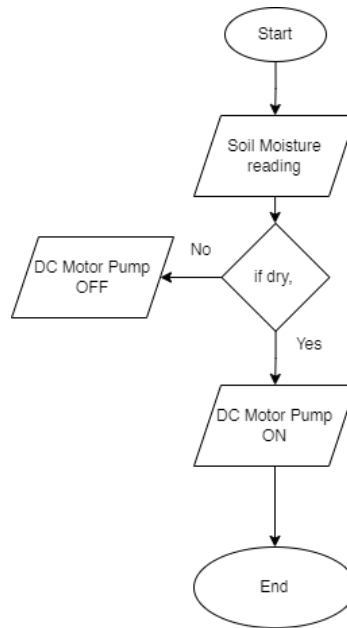 Start
Soil Moisture
reading
No
DC Motor Pump
OFF
if dry,
Yes
DC Motor Pump
ON
End